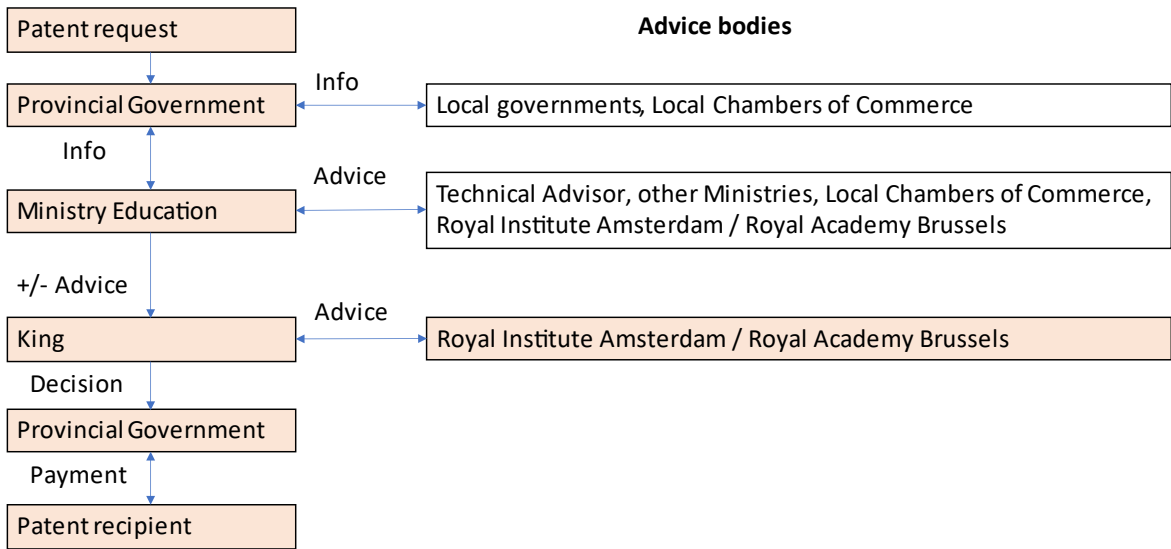 Patent request
Advice bodies
Provincial Government
Info
Local governments, Local Chambers of Commerce
Info
Ministry Education
Advice
Technical Advisor, other Ministries, Local Chambers of Commerce,
Royal Institute Amsterdam / Royal Academy Brussels
+/- Advice
King
Advice
Royal Institute Amsterdam / Royal Academy Brussels
Decision
Provincial Government
Payment
Patent recipient